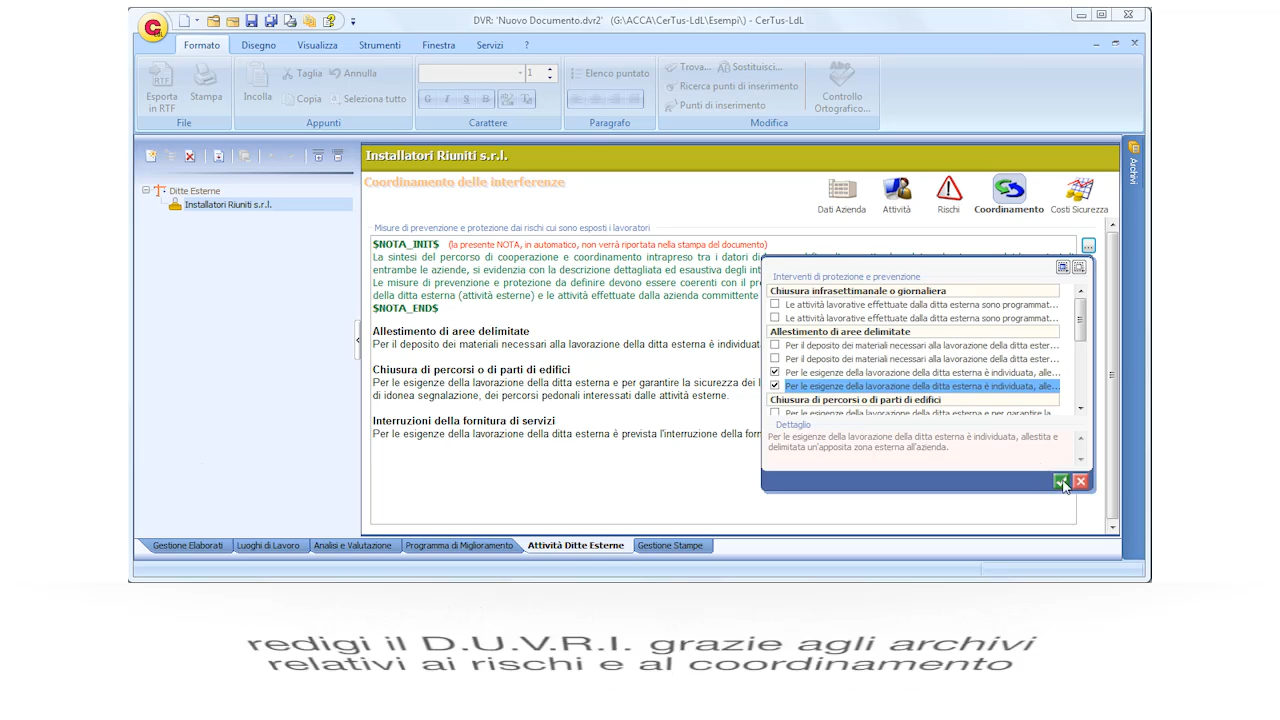 DVR: 'Nuovo Documento.dvr2' (G:\ACCA\CerTus-LdL\Esempi\) - CerTus-LdL
Formato
Disegno
Visualizza
Strumenti
Finestra
Servizi
?
Esporta in RTF
Stampa
File
Incolla
Taglia
Annulla
Copia
Seleziona tutto
Appunti
1
G I S B
Carattere
Elenco puntato
Paragrafo
Trova...
Sostituisci...
Ricerca punti di inserimento
Punti di inserimento
Controllo
Ortografico...
Modifica
Archivi
Ditte Esterne
Installatori Riuniti s.r.l.
Installatori Riuniti s.r.l.
Coordinamento delle interferenze
Dati Azienda
Attività
Rischi
Coordinamento
Costi Sicurezza
Misure di prevenzione e protezione dai rischi cui sono esposti i lavoratori
$NOTA_INIT$ (la presente NOTA, in automatico, non verrà riportata nella stampa del documento)
La sintesi del percorso di cooperazione e coordinamento intrapreso tra i datori di
entrambe le aziende, si evidenzia con la descrizione dettagliata ed esaustiva degli
Le misure di prevenzione e protezione da definire devono essere coerenti con il
della ditta esterna (attività esterne) e le attività effettuate dalla azienda committente
$NOTA_END$
Allestimento di aree delimitate
Per il deposito dei materiali necessari alla lavorazione della ditta esterna è individuata
Chiusura di percorsi o di parti di edifici
Per le esigenze della lavorazione della ditta esterna e per garantire la sicurezza dei
di idonea segnalazione, dei percorsi pedonali interessati dalle attività esterne.
Interruzioni della fornitura di servizi
Per le esigenze della lavorazione della ditta esterna è prevista l'interruzione della
...
Interventi di protezione e prevenzione
Chiusura infrasettimanale o giornaliera
Le attività lavorative effettuate dalla ditta esterna sono programmat...
Le attività lavorative effettuate dalla ditta esterna sono programmat...
Allestimento di aree delimitate
Per il deposito di materiali necessari alla lavorazione della ditta ester...
Per il deposito di materiali necessari alla lavorazione della ditta ester...
Per le esigenze della lavorazione della ditta esterna è individuata, alle...
Per le esigenze della lavorazione della ditta esterna è individuata, alle...
Chiusura di percorsi o di parti di edifici
Per le esigenze della lavorazione della ditta esterna e per garantire la
Dettaglio
Per le esigenze della lavorazione della ditta esterna è individuata, allestita e
delimitata un'apposita zona esterna all'azienda.
Gestione Elaborati
Luoghi di Lavoro
Analisi e Valutazione
Programma di Miglioramento
Attività Ditte Esterne
Gestione Stampe
redigi il D.U.V.R.I. grazie agli archivi
relativi ai rischi e al coordinamento